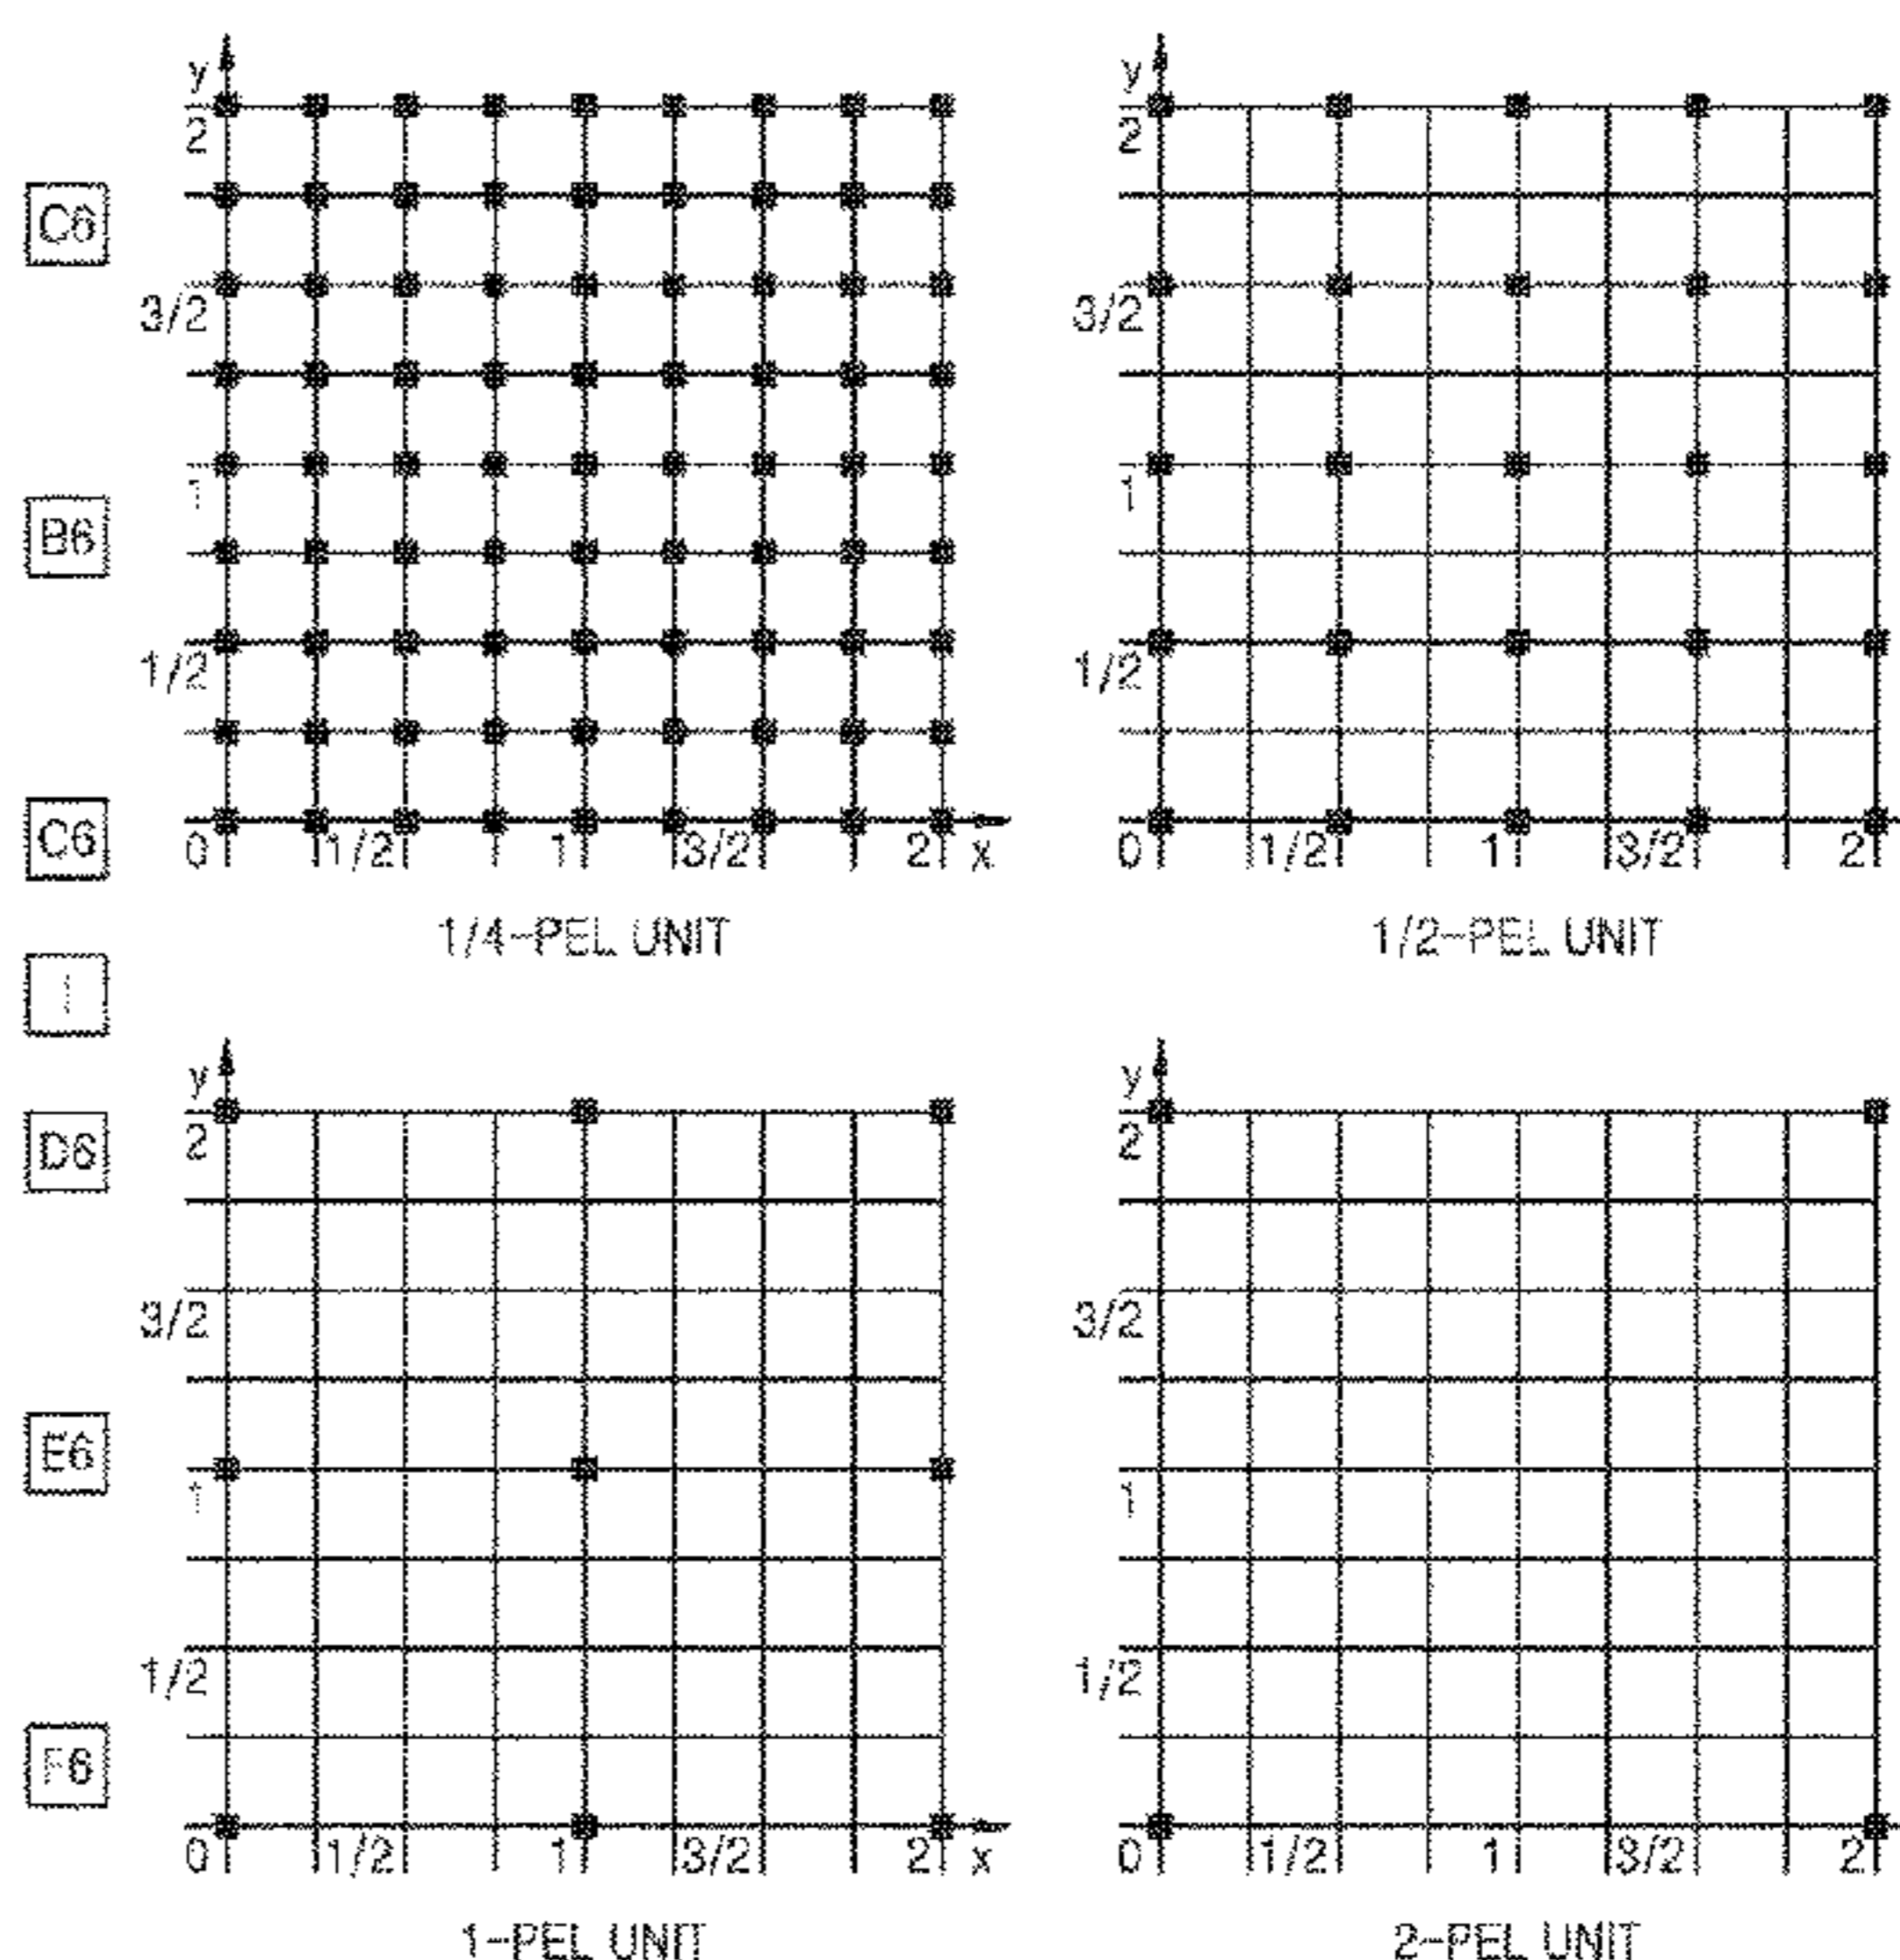 C6
B6
C6
I
D6
E6
F6
y
2
3/2
1
1/2
0 1/2 1 3/2 2 x
1/4-PEL UNIT
y
2
3/2
1
1/2
0 1/2 1 3/2 2
1/2-PEL UNIT
y
2
3/2
1
1/2
0 1/2 1 3/2 2 x
1-PEL UNIT
y
2
3/2
1
1/2
0 1/2 1 3/2 2
2-PEL UNIT